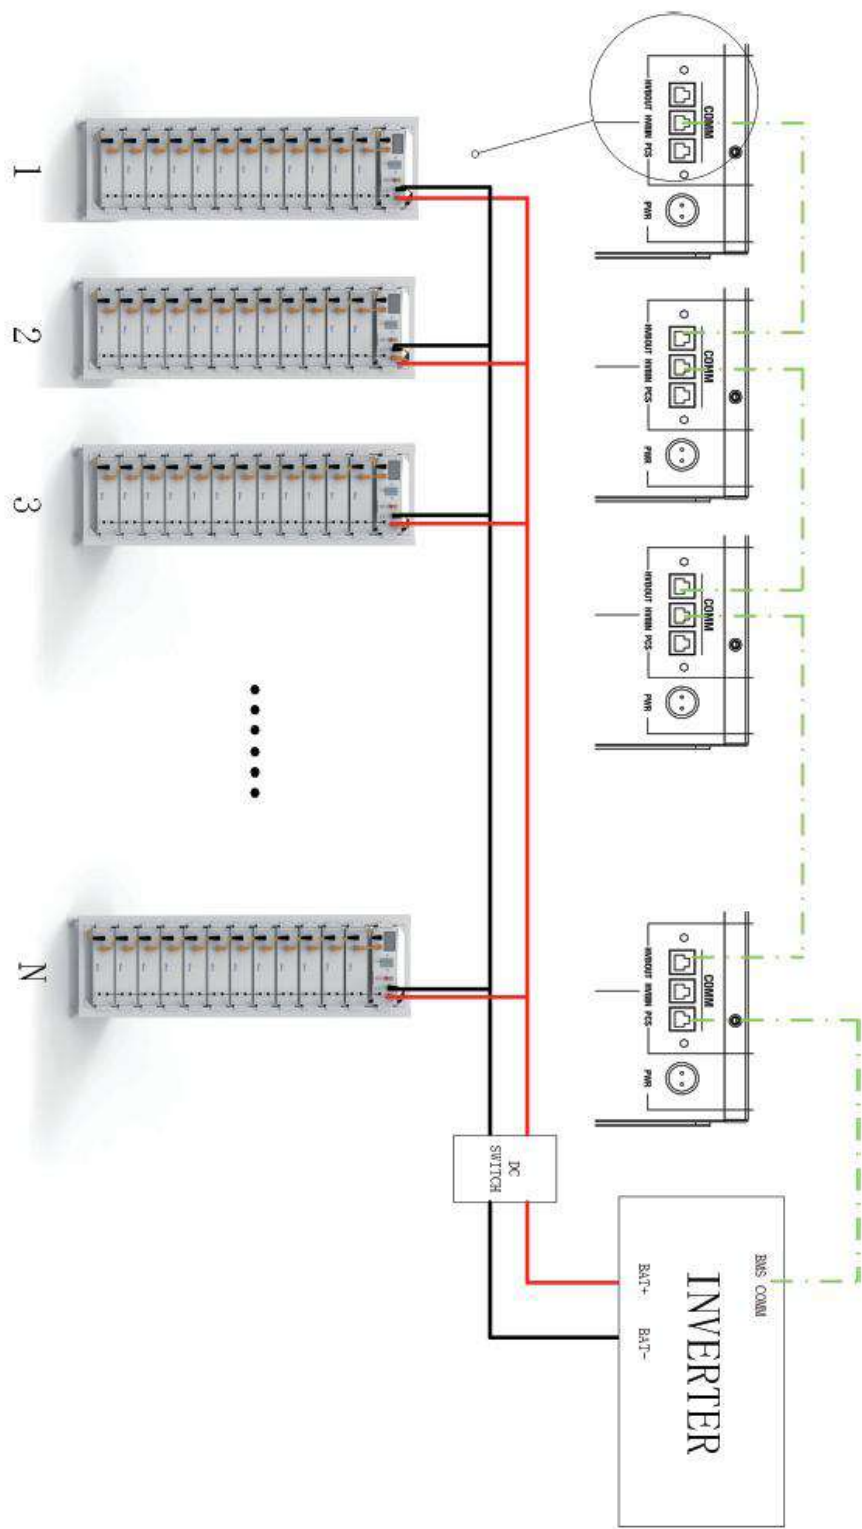 BMS COMM
COMM
COMM
COMM
COMM
INVERTER
HVBOUT HVBIN PCS
PWR
HVBOUT HVBIN PCS
PWR
HVBOUT HVBIN PCS
PWR
HVBOUT HVBIN PCS
PWR
BAT+
BAT-
DC
SWITCH
1
2
3
N